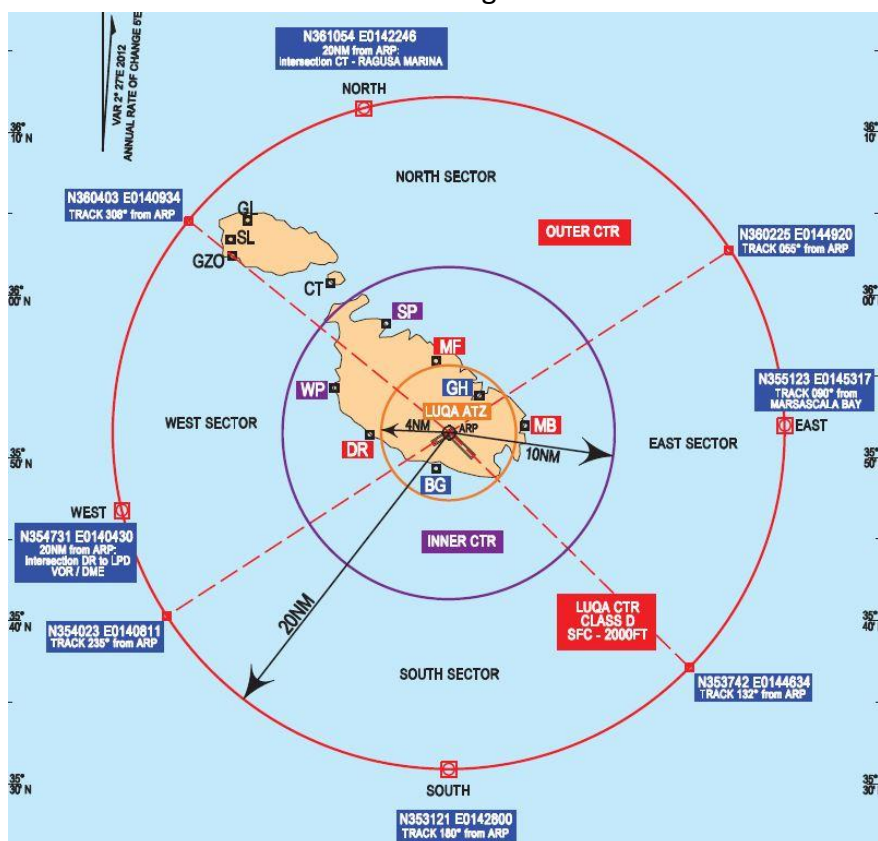 N361054 E0142246
20NM from ARP:
Intersection CT - RAGUSA MARINA
VAR 2° 27'E 2012
ANNUAL RATE OF CHANGE 5'E
NORTH
36°
10' N
36°
10' N
NORTH SECTOR
N360403 E0140934
TRACK 308° from ARP
GL
SL
GZO
OUTER CTR
N360225 E0144920
TRACK 055° from ARP
CT
36°
00' N
36°
00' N
SP
MF
WP
GH
N355123 E0145317
TRACK 090° from
MARSASCALA BAY
LUQA ATZ
WEST SECTOR
4NM
ARP
MB
EAST SECTOR
EAST
DR
10NM
35°
50' N
35°
50' N
BG
WEST
N354731 E0140430
20NM from ARP:
Intersection DR to LPD
VOR / DME
INNER CTR
20NM
LUQA CTR
CLASS D
SFC - 2000FT
N354023 E0140811
TRACK 235° from ARP
35°
40' N
35°
40' N
SOUTH SECTOR
N353742 E0144634
TRACK 132° from ARP
35°
30' N
35°
30' N
SOUTH
N353121 E0142800
TRACK 180° from ARP